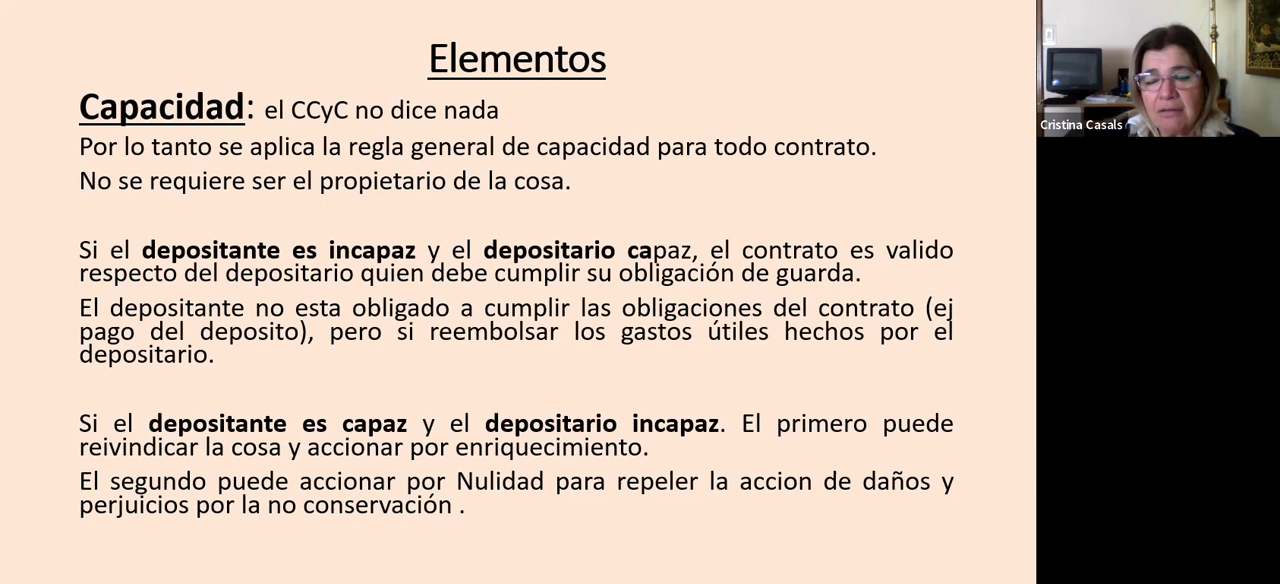 Elementos
Capacidad: el CCyC no dice nada
Por lo tanto se aplica la regla general de capacidad para todo contrato.
No se requiere ser el propietario de la cosa.
Si el depositante es incapaz y el depositario capaz, el contrato es valido
respecto del depositario quien debe cumplir su obligación de guarda.
El depositante no esta obligado a cumplir las obligaciones del contrato (ej
pago del deposito), pero si reembolsar los gastos útiles hechos por el
depositario.
Si el depositante es capaz y el depositario incapaz. El primero puede
reivindicar la cosa y accionar por enriquecimiento.
El segundo puede accionar por Nulidad para repeler la accion de daños y
perjuicios por la no conservación .
Cristina Casals